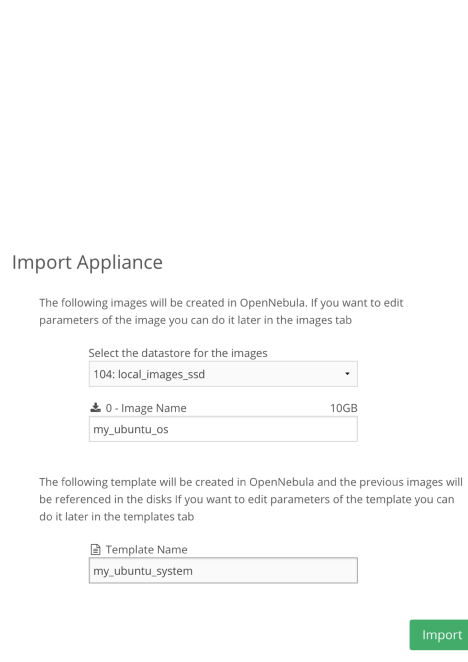 Import Appliance
The following images will be created in OpenNebula. If you want to edit
parameters of the image you can do it later in the images tab
Select the datastore for the images
104: local_images_ssd
0 - Image Name 10GB
my_ubuntu_os
The following template will be created in OpenNebula and the previous images will
be referenced in the disks If you want to edit parameters of the template you can
do it later in the templates tab
Template Name
my_ubuntu_system
Import